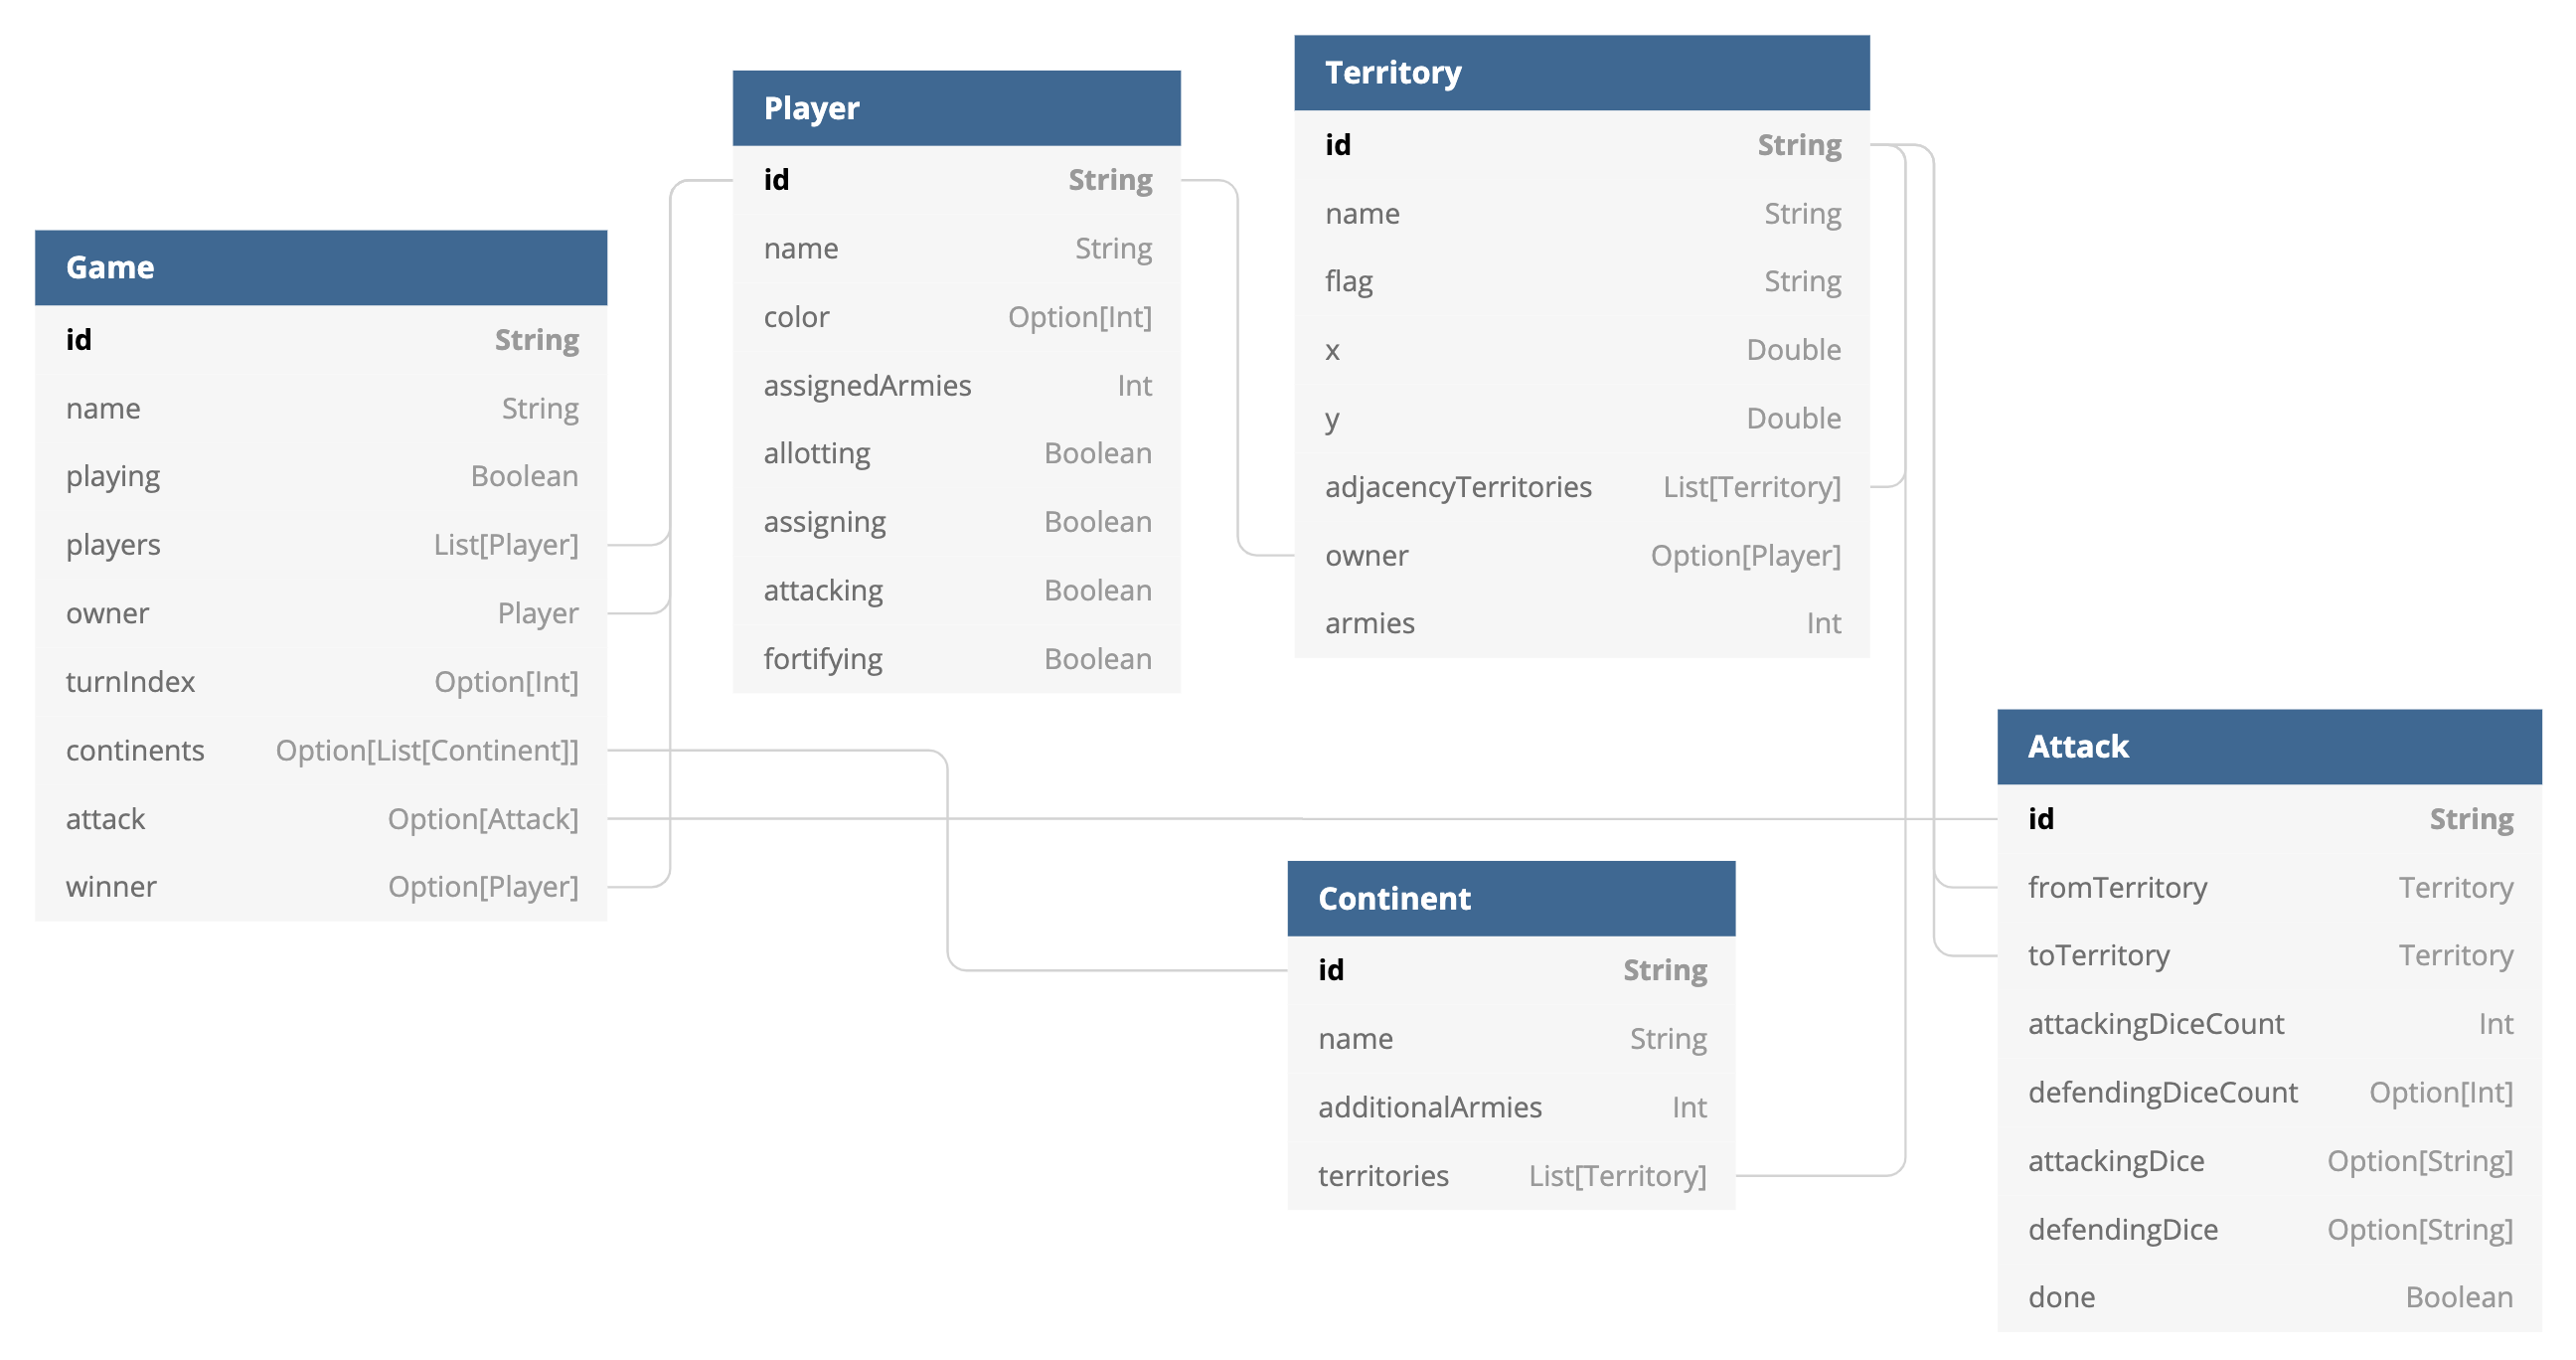 Game
id String
name String
playing Boolean
players List[Player]
owner Player
turnIndex Option[Int]
continents Option[List[Continent]]
attack Option[Attack]
winner Option[Player]
Player
id String
name String
color Option[Int]
assignedArmies Int
allotting Boolean
assigning Boolean
attacking Boolean
fortifying Boolean
Territory
id String
name String
flag String
x Double
y Double
adjacencyTerritories List[Territory]
owner Option[Player]
armies Int
Continent
id String
name String
additionalArmies Int
territories List[Territory]
Attack
id String
fromTerritory Territory
toTerritory Territory
attackingDiceCount Int
defendingDiceCount Option[Int]
attackingDice Option[String]
defendingDice Option[String]
done Boolean